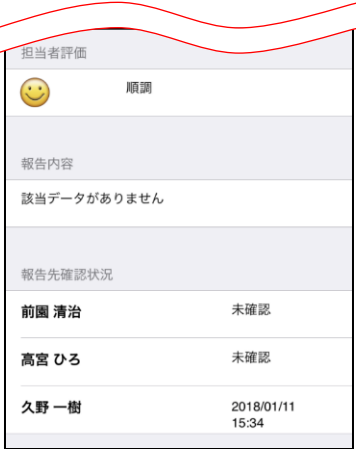 担当者評価
順調
報告内容
該当データがありません
報告先確認状況
前園 清治 未確認
高宮 ひろ 未確認
久野 一樹 2018/01/11
15:34